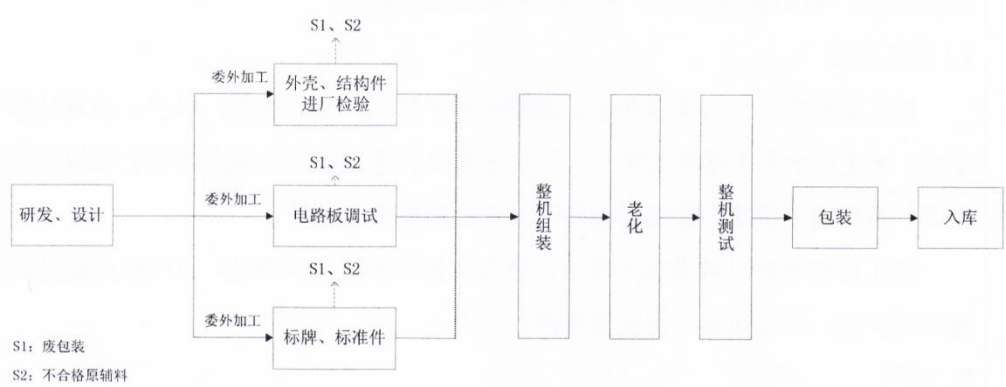 S1、S2
委外加工
外壳、结构件
进厂检验
S1、S2
委外加工
研发、设计
电路板调试
整机组装
老化
整机测试
包装
入库
S1、S2
委外加工
标牌、标准件
S1: 废包装
S2: 不合格原辅料